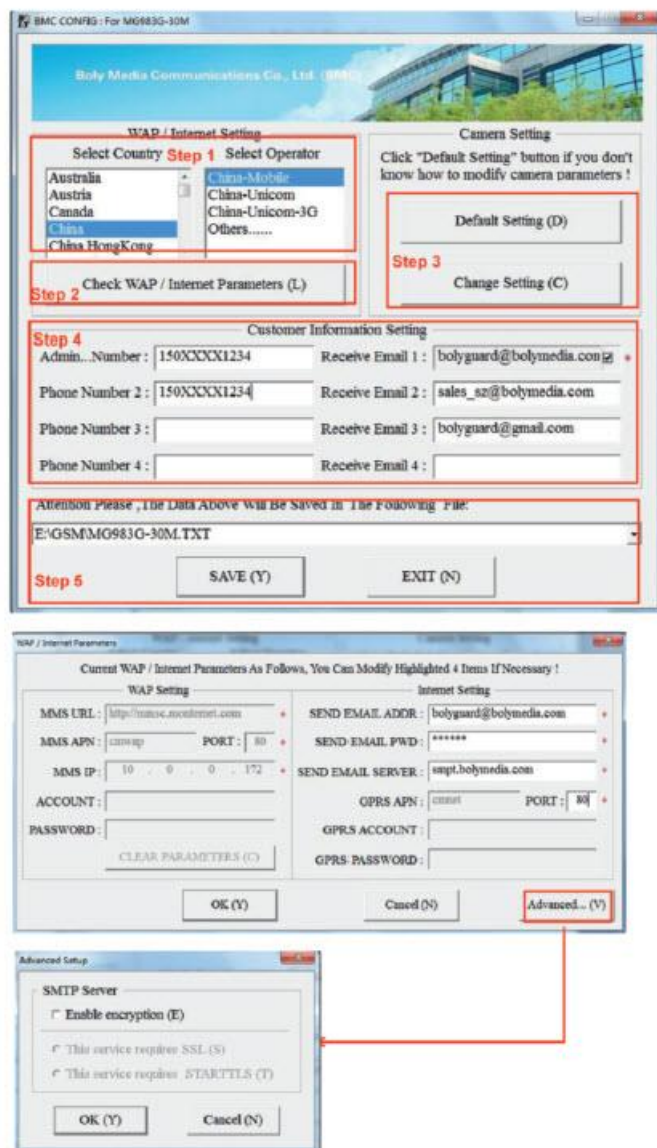 BMC CONFIG : For MG983G-30M
Boly Media Communications Co., Ltd. (BMC)
WAP / Internet Setting
Select Country Step 1 Select Operator
Australia
Austria
Canada
China
China HongKong
China-Mobile
China-Unicom
China-Unicom-3G
Others......
Step 2
Check WAP / Internet Parameters (L)
Camera Setting
Click "Default Setting" button if you don't
know how to modify camera parameters !
Default Setting (D)
Step 3
Change Setting (C)
Customer Information Setting
Step 4
Admin...Number : 150XXXX1234 Receive Email 1 : bolyguard@bolymedia.com *
Phone Number 2 : 150XXXX1234 Receive Email 2 : sales_sz@bolymedia.com
Phone Number 3 : Receive Email 3 : bolyguard@gmail.com
Phone Number 4 : Receive Email 4 :
Attention Please ,The Data Above Will Be Saved In The Following File:
E:\GSM\MG983G-30M.TXT
Step 5 SAVE (Y) EXIT (N)
WAP / Internet Parameters
Current WAP / Internet Parameters As Follows, You Can Modify Highlighted 4 Items If Necessary !
WAP Setting
MMS URL : http://mmsc.monternet.com *
MMS APN : cmwap PORT : 80 *
MMS IP : 10 . 0 . 0 . 172 *
ACCOUNT :
PASSWORD :
CLEAR PARAMETERS (C)
Internet Setting
SEND EMAIL ADDR : bolyguard@bolymedia.com *
SEND EMAIL PWD : ****** *
SEND EMAIL SERVER : smpt.bolymedia.com *
GPRS APN : cmnet PORT : 80 *
GPRS ACCOUNT :
GPRS PASSWORD :
OK (Y) Cancel (N) Advanced... (V)
Advanced Setup
SMTP Server
Enable encryption (E)
This service requires SSL (S)
This service requires STARTTLS (T)
OK (Y) Cancel (N)